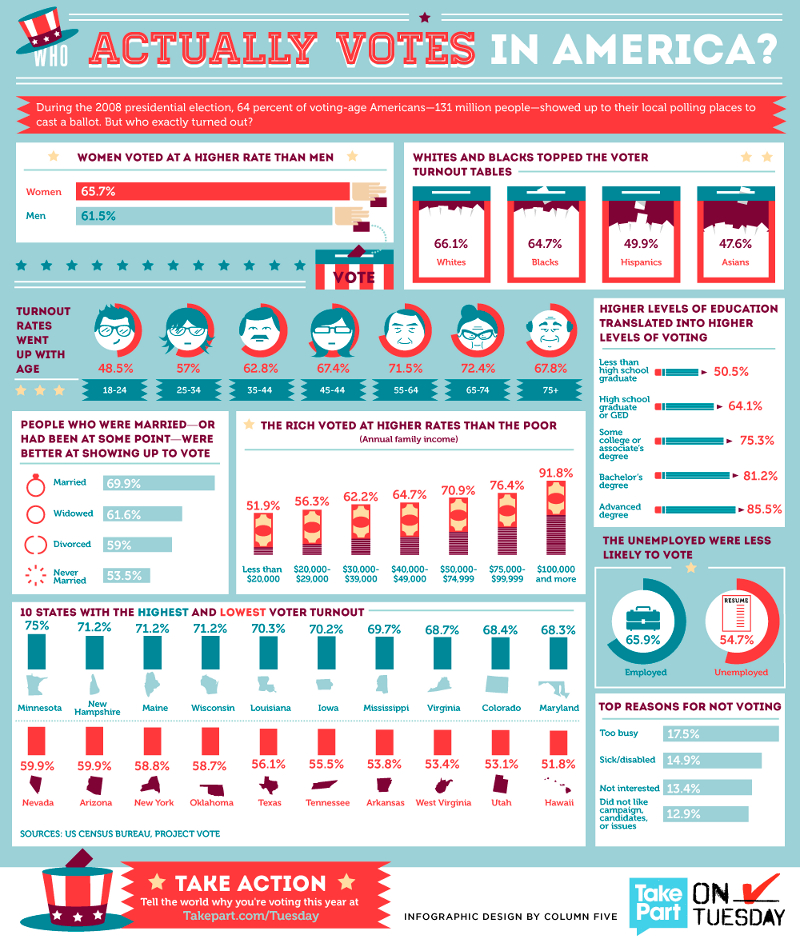 WHO ACTUALLY VOTES IN AMERICA?
During the 2008 presidential election, 64 percent of voting-age Americans—131 million people—showed up to their local polling places to
cast a ballot. But who exactly turned out?
WOMEN VOTED AT A HIGHER RATE THAN MEN
Women 65.7%
Men 61.5%
VOTE
WHITES AND BLACKS TOPPED THE VOTER
TURNOUT TABLES
66.1% 64.7% 49.9% 47.6%
Whites Blacks Hispanics Asians
TURNOUT
RATES
WENT
UP WITH
AGE
48.5% 57% 62.8% 67.4% 71.5% 72.4% 67.8%
18-24 25-34 35-44 45-44 55-64 65-74 75+
HIGHER LEVELS OF EDUCATION
TRANSLATED INTO HIGHER
LEVELS OF VOTING
Less than
high school
graduate
50.5%
High school
graduate
or GED
64.1%
Some
college or
associate's
degree
75.3%
Bachelor's
degree
81.2%
Advanced
degree
85.5%
PEOPLE WHO WERE MARRIED—OR
HAD BEEN AT SOME POINT—WERE
BETTER AT SHOWING UP TO VOTE
Married 69.9%
Widowed 61.6%
Divorced 59%
Never
Married
53.5%
THE RICH VOTED AT HIGHER RATES THAN THE POOR
(Annual family income)
51.9% 56.3% 62.2% 64.7% 70.9% 76.4% 91.8%
Less than $20,000- $30,000- $40,000- $50,000- $75,000- $100,000
$20,000 29,000 39,000 49,000 74,999 99,999 and more
THE UNEMPLOYED WERE LESS
LIKELY TO VOTE
RESUME
65.9% 54.7%
Employed Unemployed
10 STATES WITH THE HIGHEST AND LOWEST VOTER TURNOUT
75% 71.2% 71.2% 71.2% 70.3% 70.2% 69.7% 68.7% 68.4% 68.3%
Minnesota New Hampshire Maine Wisconsin Louisiana Iowa Mississippi Virginia Colorado Maryland
59.9% 59.9% 58.8% 58.7% 56.1% 55.5% 53.8% 53.4% 53.1% 51.8%
Nevada Arizona New York Oklahoma Texas Tennessee Arkansas West Virginia Utah Hawaii
SOURCES: US CENSUS BUREAU, PROJECT VOTE
TOP REASONS FOR NOT VOTING
Too busy 17.5%
Sick/disabled 14.9%
Not interested 13.4%
Did not like
campaign,
candidates,
or issues
12.9%
TAKE ACTION
Tell the world why you're voting this year at
Takepart.com/Tuesday
INFOGRAPHIC DESIGN BY COLUMN FIVE
Take
Part
ON
TUESDAY